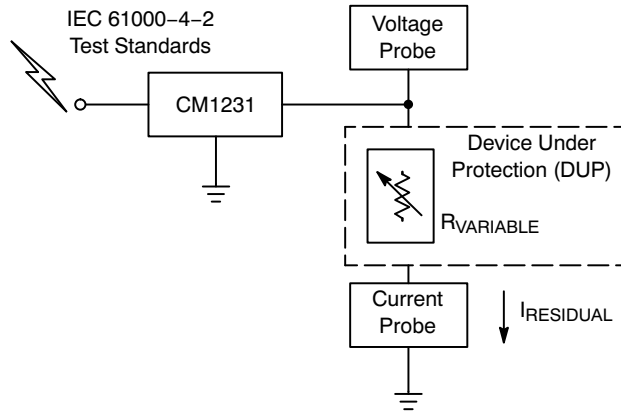 IEC 61000−4−2
Test Standards
Voltage
Probe
CM1231
Device Under
Protection (DUP)
RVARIABLE
Current
Probe
IRESIDUAL